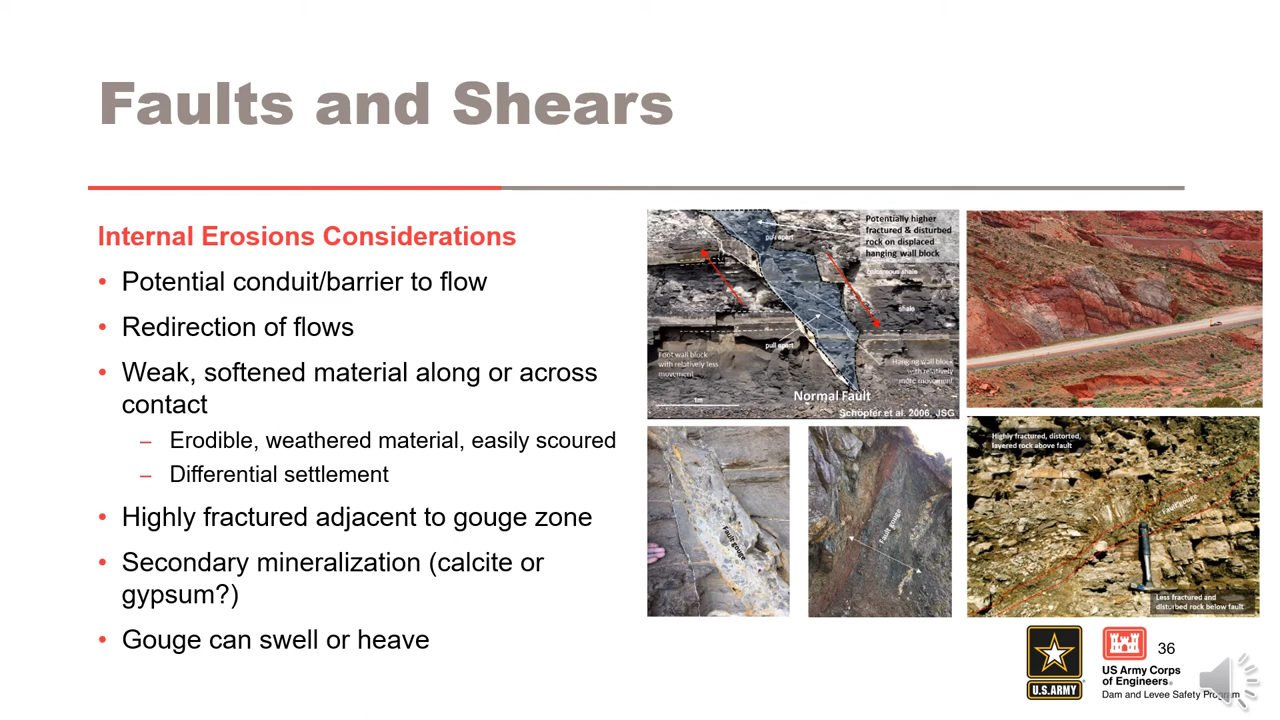 Faults and Shears
Internal Erosions Considerations
• Potential conduit/barrier to flow
• Redirection of flows
• Weak, softened material along or across
contact
– Erodible, weathered material, easily scoured
– Differential settlement
• Highly fractured adjacent to gouge zone
• Secondary mineralization (calcite or
gypsum?)
• Gouge can swell or heave
Potentially higher
fractured & disturbed
rock on displaced
hanging wall block
pull apart
shale
pull apart
Foot wall block
with relatively less
movement
Hanging wall block
with relatively
more movement
1m
Normal Fault
Schöpfer et al. 2006, JSG
Fault gouge
Fault gouge
Highly fractured, distorted,
layered rock above fault
Fault gouge
Less fractured and
disturbed rock below fault
U.S.ARMY
US Army Corps
of Engineers®
Dam and Levee Safety Program
36